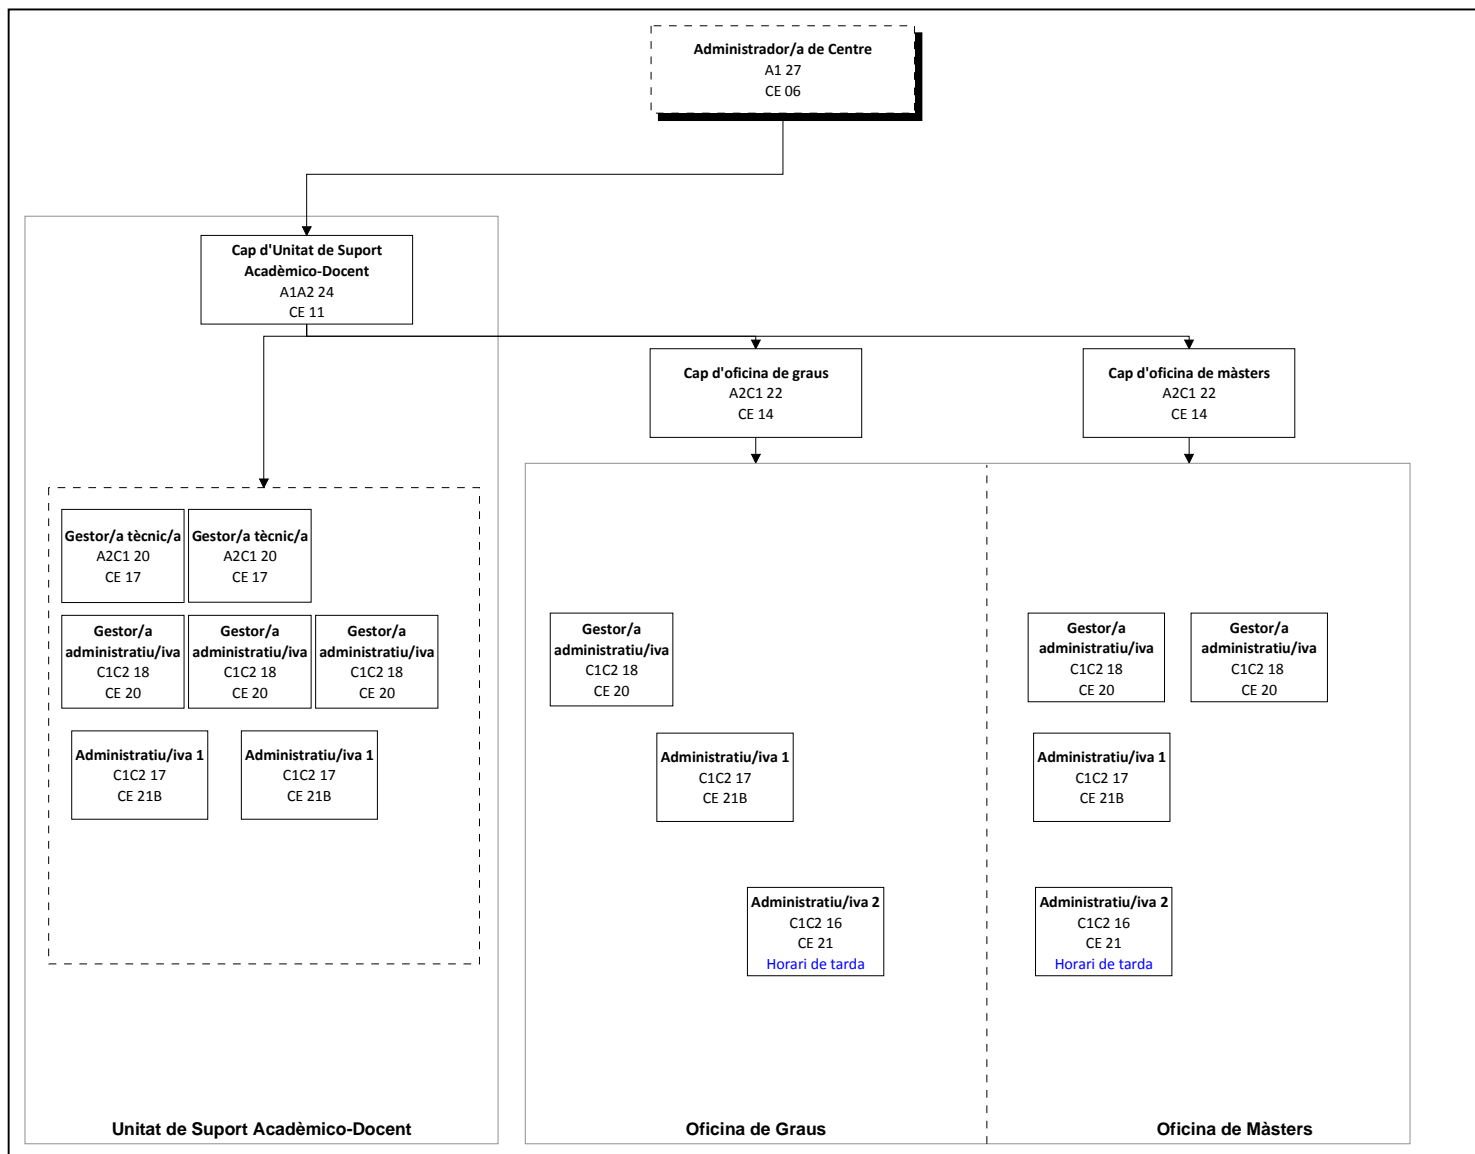 Administrador/a de Centre
A1 27
CE 06
Cap d'Unitat de Suport
Acadèmico-Docent
A1A2 24
CE 11
Cap d'oficina de graus
A2C1 22
CE 14
Cap d'oficina de màsters
A2C1 22
CE 14
Gestor/a tècnic/a
A2C1 20
CE 17
Gestor/a tècnic/a
A2C1 20
CE 17
Gestor/a
administratiu/iva
C1C2 18
CE 20
Gestor/a
administratiu/iva
C1C2 18
CE 20
Gestor/a
administratiu/iva
C1C2 18
CE 20
Administratiu/iva 1
C1C2 17
CE 21B
Administratiu/iva 1
C1C2 17
CE 21B
Unitat de Suport Acadèmico-Docent
Gestor/a
administratiu/iva
C1C2 18
CE 20
Administratiu/iva 1
C1C2 17
CE 21B
Administratiu/iva 2
C1C2 16
CE 21
Horari de tarda
Oficina de Graus
Gestor/a
administratiu/iva
C1C2 18
CE 20
Gestor/a
administratiu/iva
C1C2 18
CE 20
Administratiu/iva 1
C1C2 17
CE 21B
Administratiu/iva 2
C1C2 16
CE 21
Horari de tarda
Oficina de Màsters